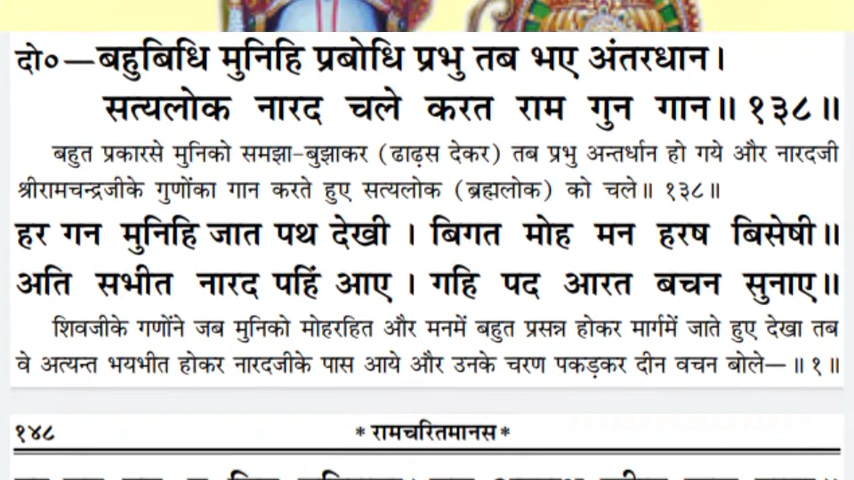 दो०—बहुबिधि मुनिहि प्रबोधि प्रभु तब भए अंतरधान।
सत्यलोक नारद चले करत राम गुन गान॥ १३८॥
बहुत प्रकारसे मुनिको समझा-बुझाकर (ढाढ़स देकर) तब प्रभु अन्तर्धान हो गये और नारदजी
श्रीरामचन्द्रजीके गुणोंका गान करते हुए सत्यलोक (ब्रह्मलोक) को चले॥ १३८॥
हर गन मुनिहि जात पथ देखी । बिगत मोह मन हरष बिसेषी॥
अति सभीत नारद पहिं आए । गहि पद आरत बचन सुनाए॥
शिवजीके गणोंने जब मुनिको मोहरहित और मनमें बहुत प्रसन्न होकर मार्गमें जाते हुए देखा तब
वे अत्यन्त भयभीत होकर नारदजीके पास आये और उनके चरण पकड़कर दीन वचन बोले—॥ १॥
१४८ * रामचरितमानस *